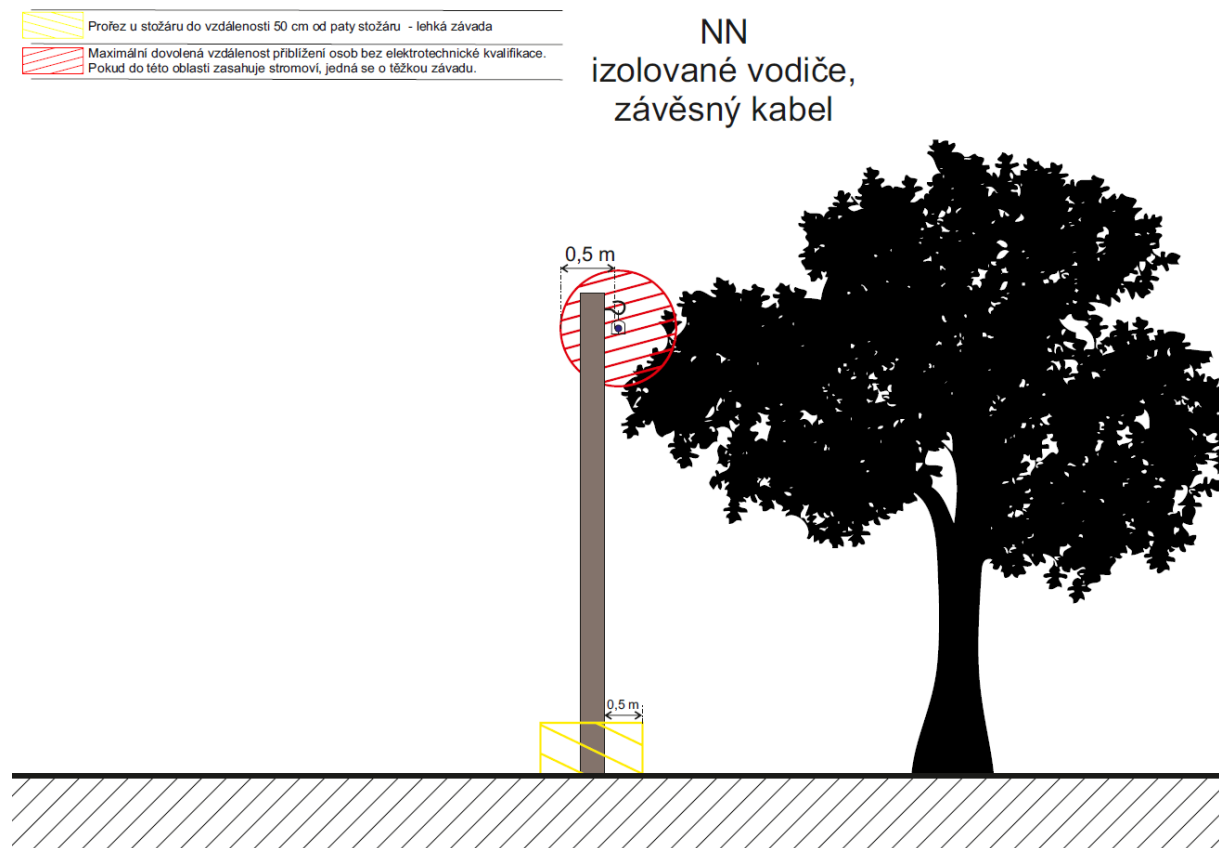 Prořez u stožáru do vzdálenosti 50 cm od paty stožáru - lehká závada
Maximální dovolená vzdálenost přiblížení osob bez elektrotechnické kvalifikace.
Pokud do této oblasti zasahuje stromoví, jedná se o těžkou závadu.
NN
izolované vodiče,
závěsný kabel
0,5 m
0,5 m